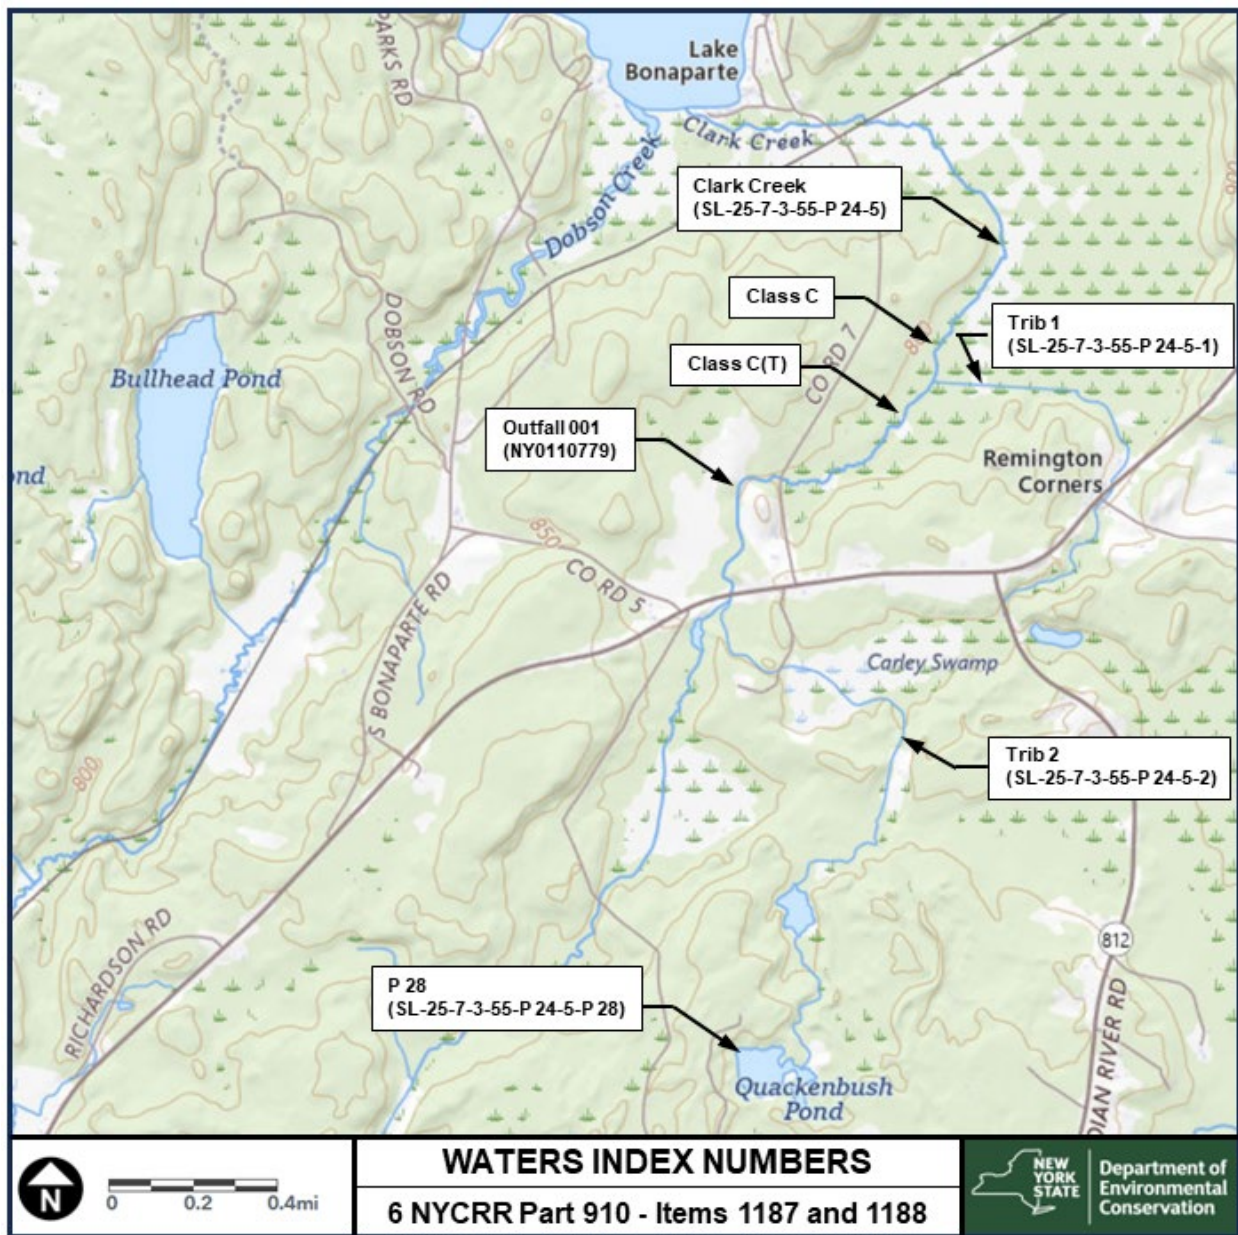 PARKS RD
Lake
Bonaparte
Clark Creek
Dobson Creek
Clark Creek
(SL-25-7-3-55-P 24-5)
Class C
Trib 1
(SL-25-7-3-55-P 24-5-1)
Class C(T)
CO RD 7
DOBSON RD
Bullhead Pond
Outfall 001
(NY0110779)
Remington
Corners
ond
850
CO RD 5
S BONAPARTE RD
Carley Swamp
Trib 2
(SL-25-7-3-55-P 24-5-2)
800
RICHARDSON RD
812
P 28
(SL-25-7-3-55-P 24-5-P 28)
Quackenbush
Pond
DIAN RIVER RD
N
0 0.2 0.4mi
WATERS INDEX NUMBERS
6 NYCRR Part 910 - Items 1187 and 1188
NEW
YORK
STATE
Department of
Environmental
Conservation